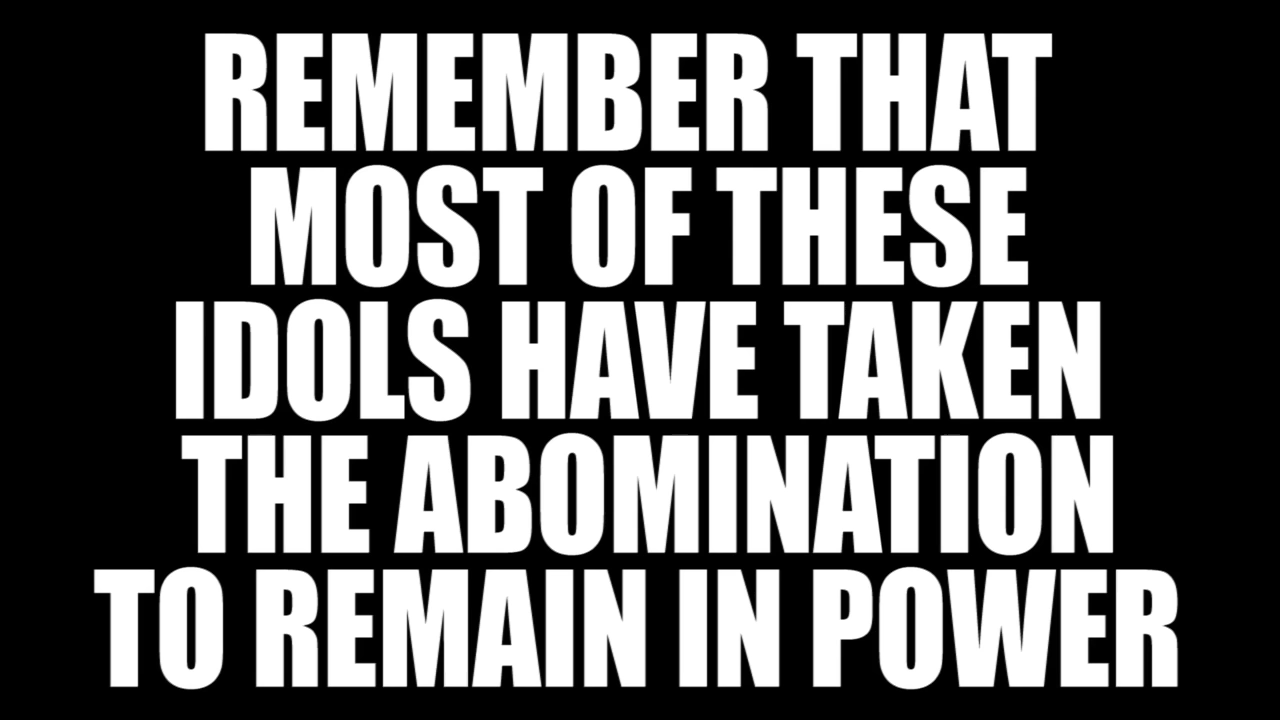 REMEMBER THAT
MOST OF THESE
IDOLS HAVE TAKEN
THE ABOMINATION
TO REMAIN IN POWER